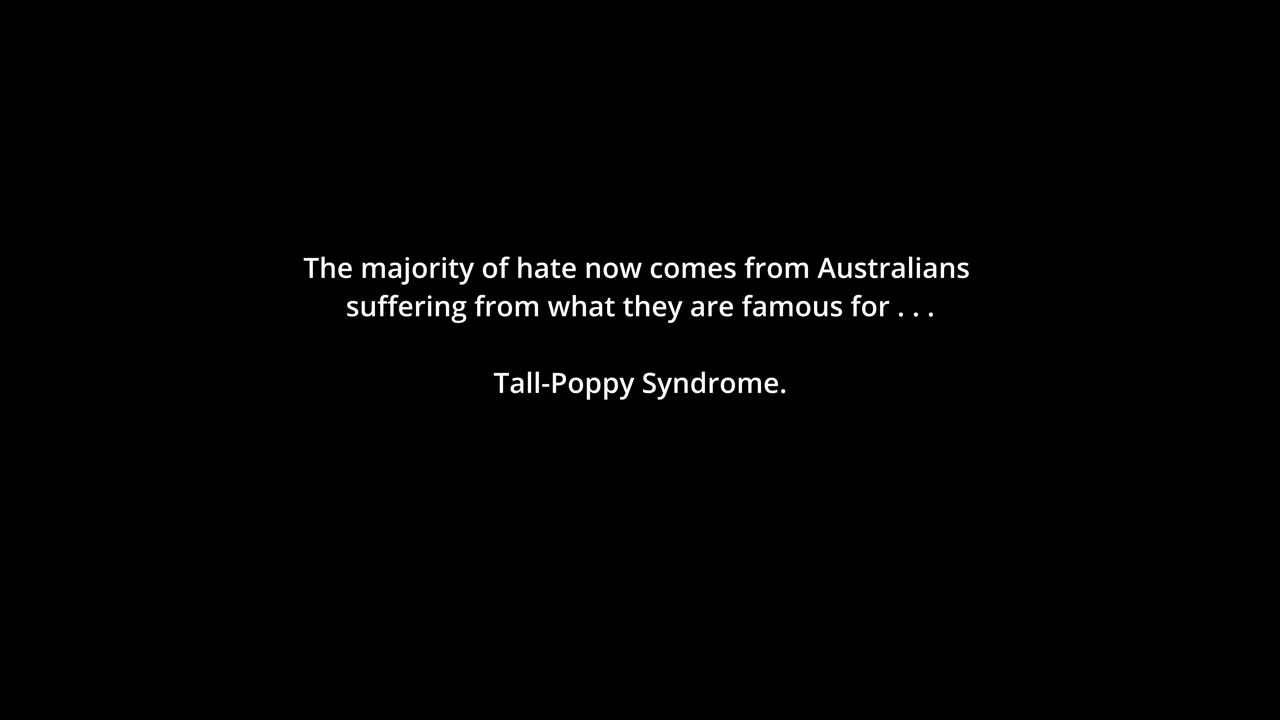 The majority of hate now comes from Australians
suffering from what they are famous for . . .
Tall-Poppy Syndrome.